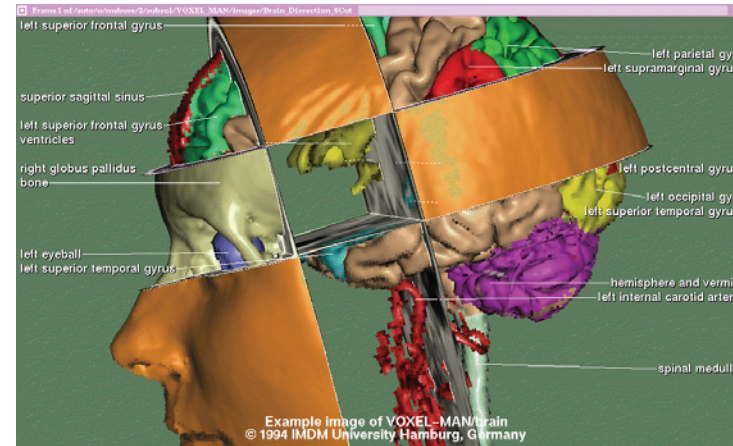 Frame 1 of /auto/n/mabuse/2/subrol/VOXEL_MAN/Images/Brain_Dissection_8Cut
left superior frontal gyrus
left parietal gy
left supramarginal gyru
superior sagittal sinus
left superior frontal gyrus
ventricles
right globus pallidus
bone
left postcentral gyru
left occipital gy
left superior temporal gyru
left eyeball
left superior temporal gyrus
hemisphere and vermi
left internal carotid arter
spinal medull
Example image of VOXEL-MAN/brain
© 1994 IMDM University Hamburg, Germany